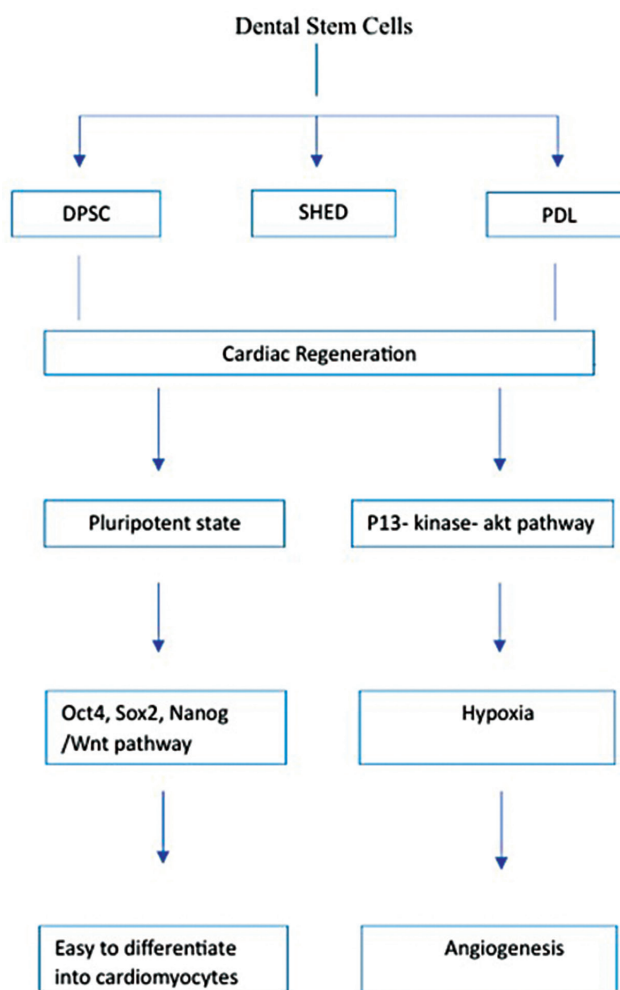 Dental Stem Cells
DPSC
SHED
PDL
Cardiac Regeneration
Pluripotent state
P13- kinase- akt pathway
Oct4, Sox2, Nanog
/Wnt pathway
Hypoxia
Easy to differentiate
into cardiomyocytes
Angiogenesis